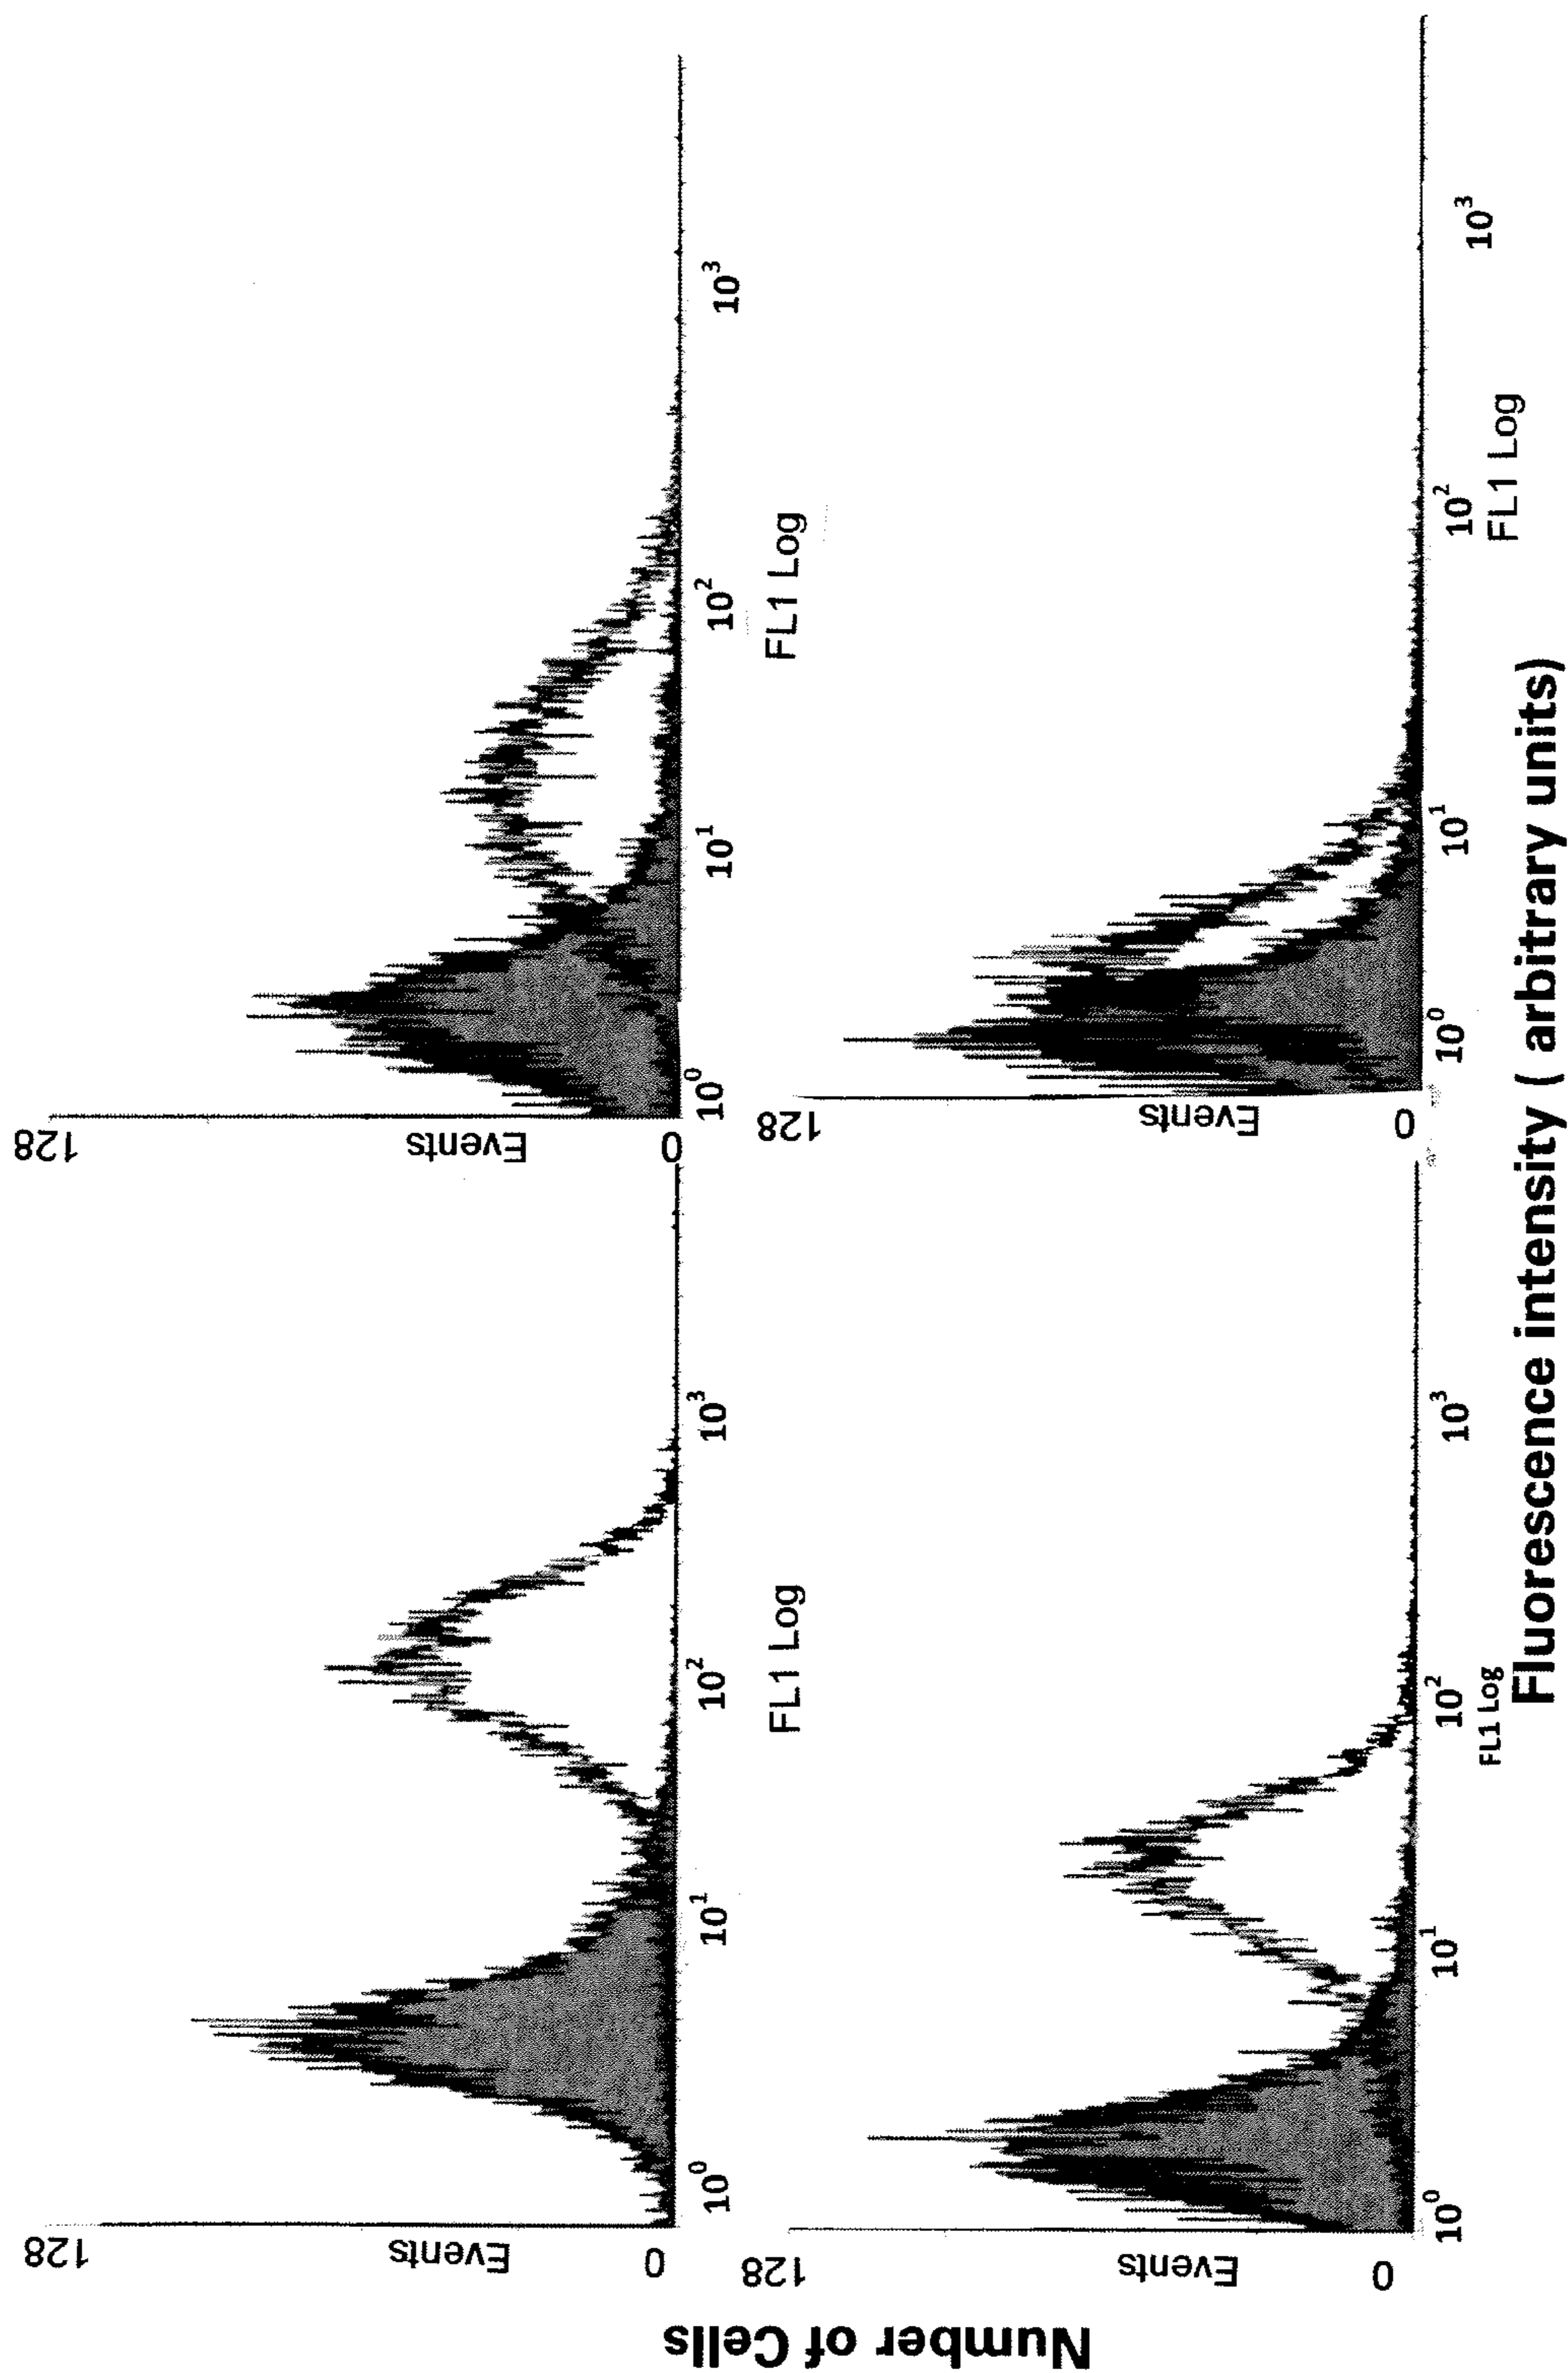 Number of Cells
128
Events
0
10⁰
10¹
10²
10³
FL1 Log
128
Events
0
10⁰
10¹
10²
10³
FL1 Log
128
Events
0
10⁰
10¹
10²
10³
FL1 Log
128
Events
0
10⁰
10¹
10²
10³
FL1 Log
Fluorescence intensity ( arbitrary units)